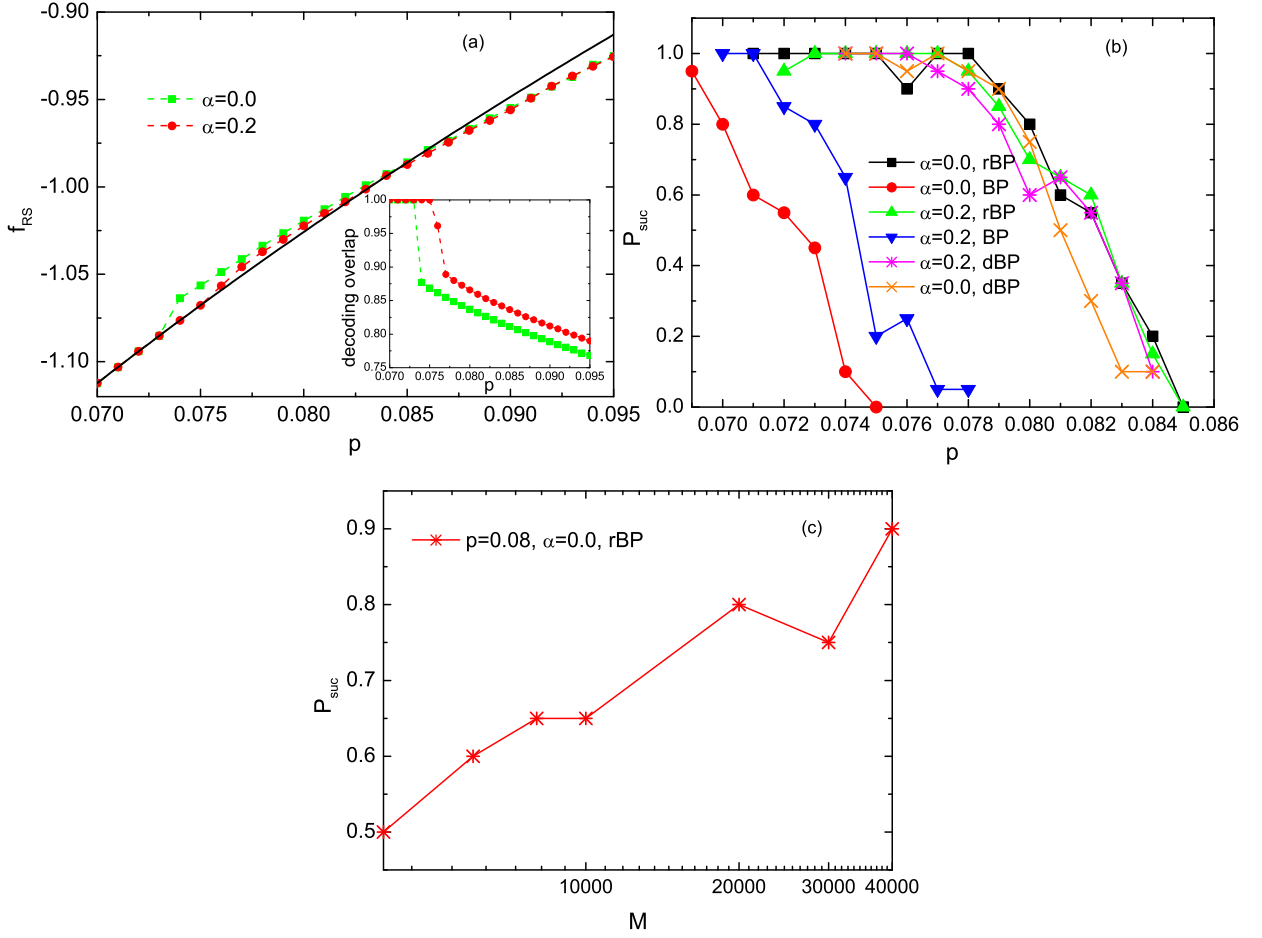 (a)
α=0.0
α=0.2
f_RS
-0.90
-0.95
-1.00
-1.05
-1.10
0.070 0.075 0.080 0.085 0.090 0.095
p
decoding overlap
1.00
0.95
0.90
0.85
0.80
0.75
0.070 0.075 0.080 0.085 0.090 0.095
p
(b)
P_suc
1.0
0.8
0.6
0.4
0.2
0.0
α=0.0, rBP
α=0.0, BP
α=0.2, rBP
α=0.2, BP
α=0.2, dBP
α=0.0, dBP
0.070 0.072 0.074 0.076 0.078 0.080 0.082 0.084 0.086
p
(c)
p=0.08, α=0.0, rBP
P_suc
0.9
0.8
0.7
0.6
0.5
10000 20000 30000 40000
M